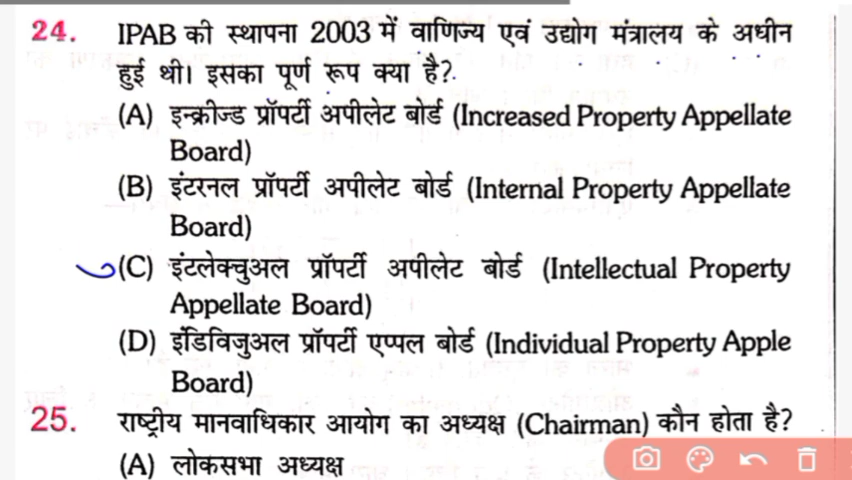 24. IPAB की स्थापना 2003 में वाणिज्य एवं उद्योग मंत्रालय के अधीन
हुई थी। इसका पूर्ण रूप क्या है?
(A) इन्क्रीज्ड प्रॉपर्टी अपीलेट बोर्ड (Increased Property Appellate
Board)
(B) इंटरनल प्रॉपर्टी अपीलेट बोर्ड (Internal Property Appellate
Board)
(C) इंटलेक्चुअल प्रॉपर्टी अपीलेट बोर्ड (Intellectual Property
Appellate Board)
(D) इंडिविजुअल प्रॉपर्टी एप्पल बोर्ड (Individual Property Apple
Board)
25. राष्ट्रीय मानवाधिकार आयोग का अध्यक्ष (Chairman) कौन होता है?
(A) लोकसभा अध्यक्ष